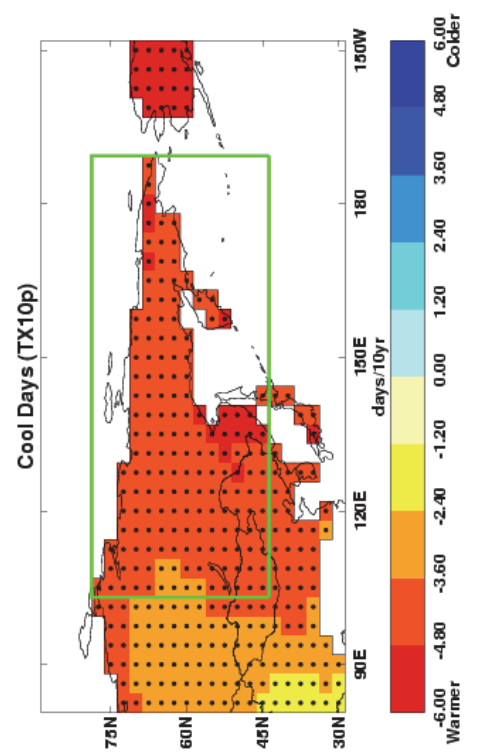 Cool Days (TX10p)
75N
60N
45N
30N
90E
120E
150E
180
150W
days/10yr
-6.00
-4.80
-3.60
-2.40
-1.20
0.00
1.20
2.40
3.60
4.80
6.00
Warmer
Colder